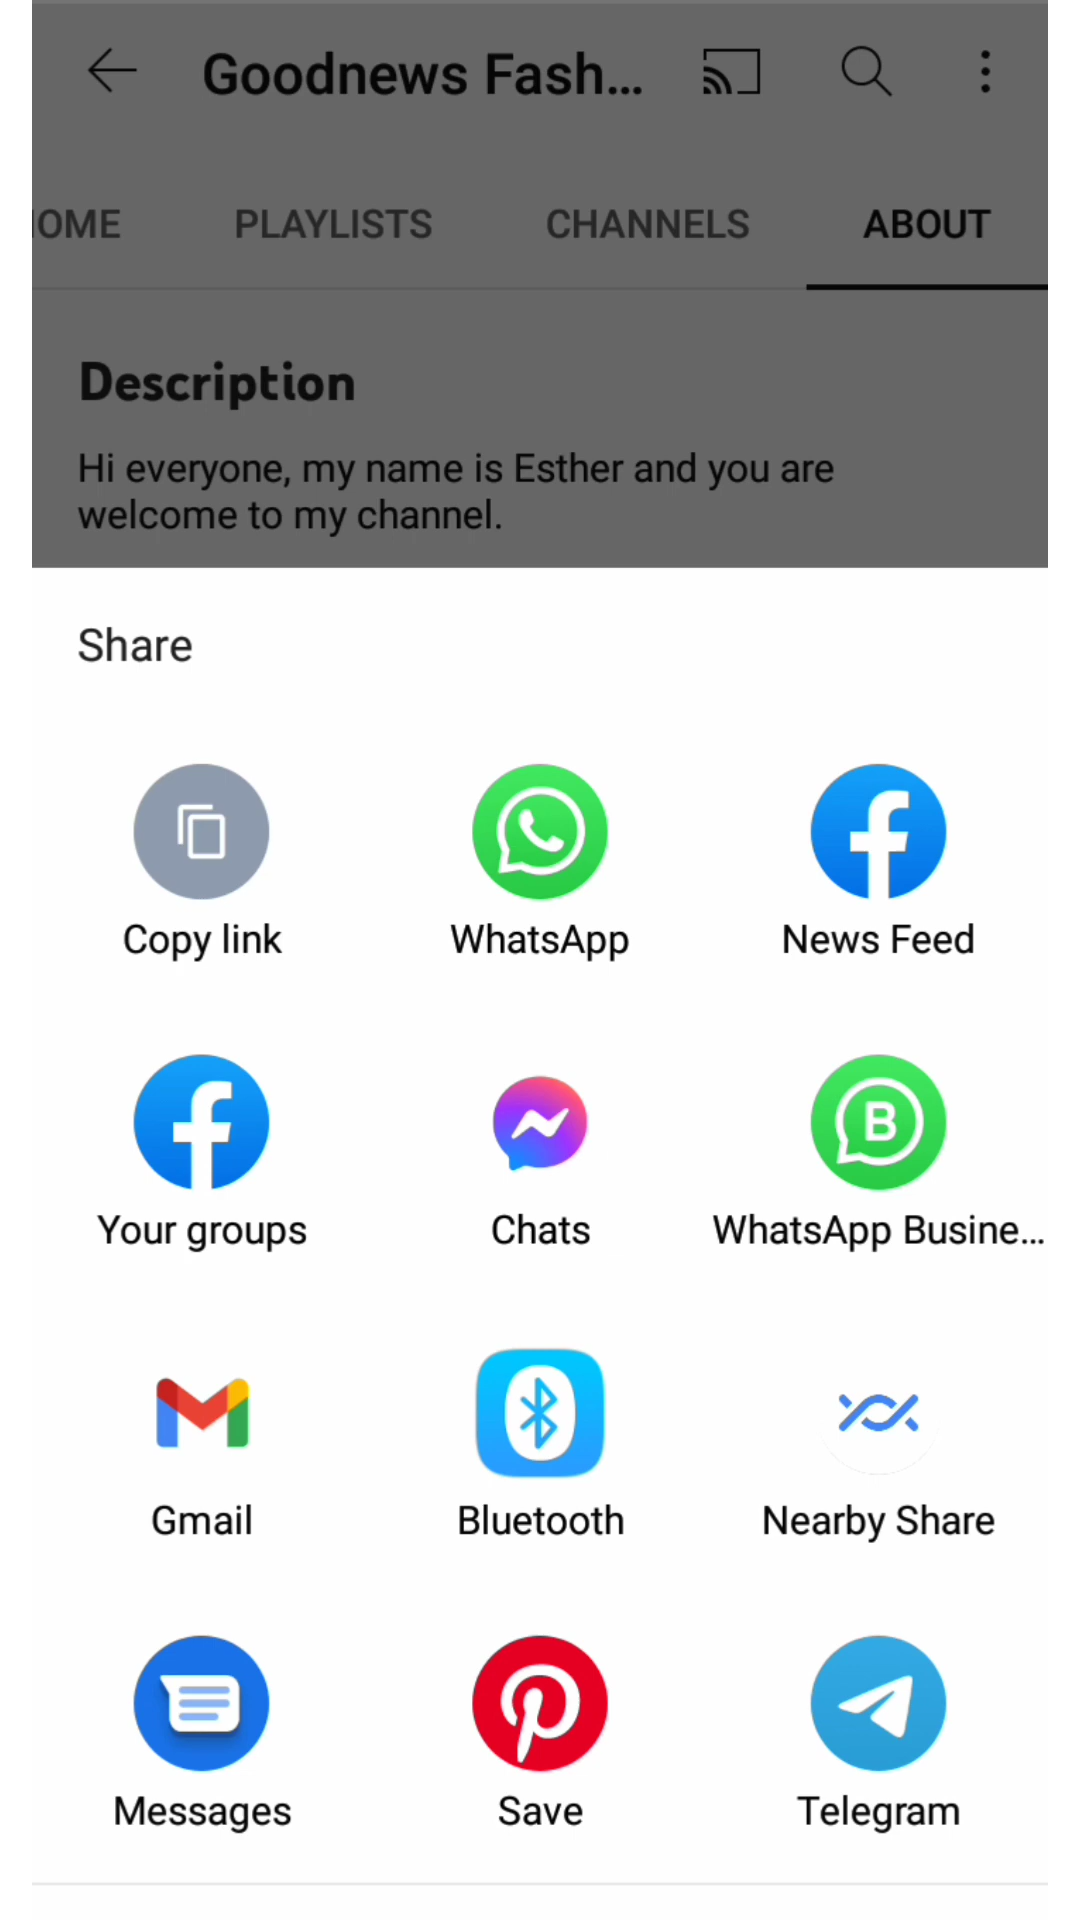 Goodnews Fash...
OME PLAYLISTS CHANNELS ABOUT
Description
Hi everyone, my name is Esther and you are
welcome to my channel.
Share
Copy link WhatsApp News Feed
Your groups Chats WhatsApp Busine...
Gmail Bluetooth Nearby Share
Messages Save Telegram